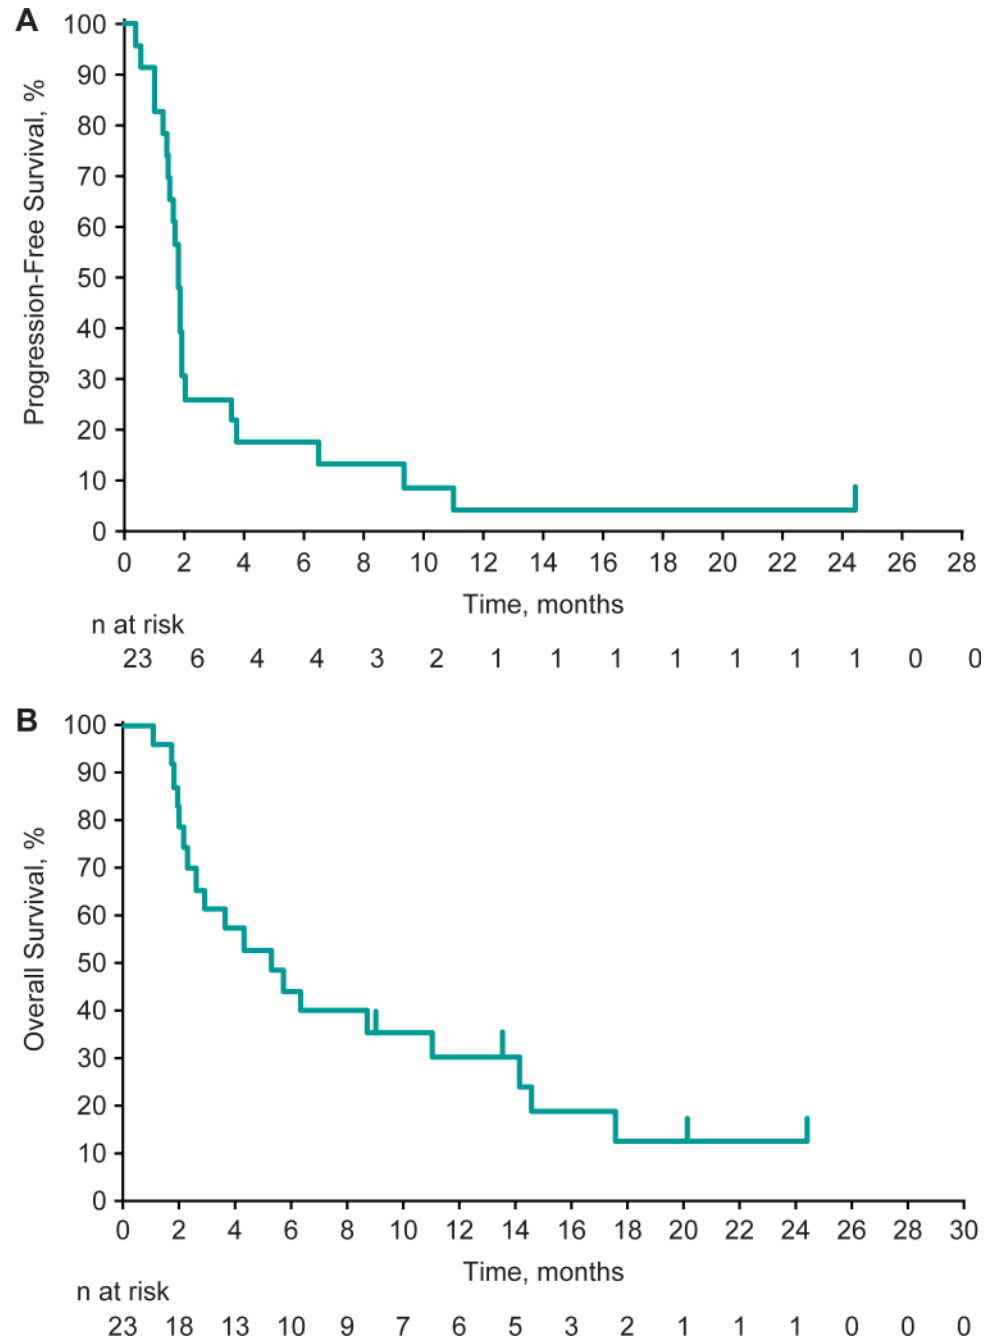 A
Progression-Free Survival, %
100
90
80
70
60
50
40
30
20
10
0
0 2 4 6 8 10 12 14 16 18 20 22 24 26 28
Time, months
n at risk
23 6 4 4 3 2 1 1 1 1 1 1 1 0 0
B
Overall Survival, %
100
90
80
70
60
50
40
30
20
10
0
0 2 4 6 8 10 12 14 16 18 20 22 24 26 28 30
Time, months
n at risk
23 18 13 10 9 7 6 5 3 2 1 1 1 0 0 0